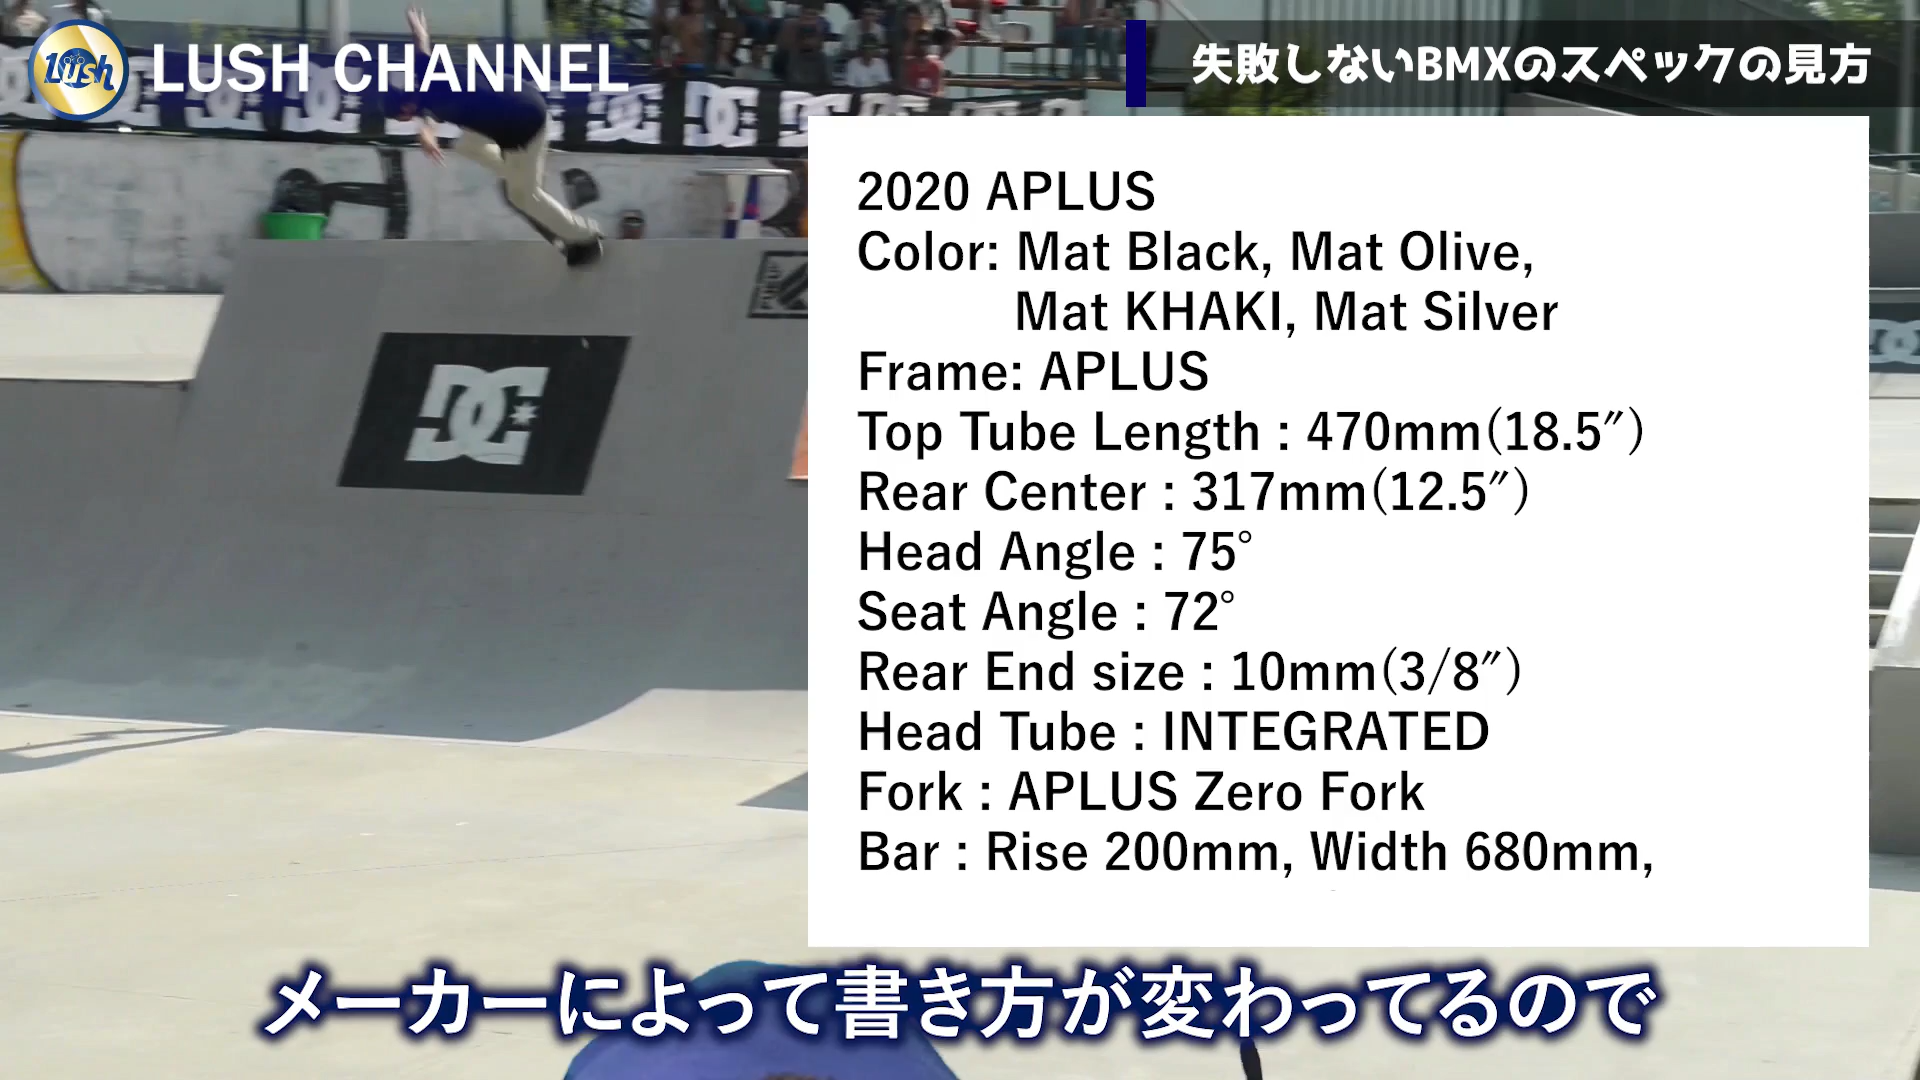 Lush
LUSH CHANNEL
失敗しないBMXのスペックの見方
2020 APLUS
Color: Mat Black, Mat Olive,
Mat KHAKI, Mat Silver
Frame: APLUS
Top Tube Length : 470mm(18.5″)
Rear Center : 317mm(12.5″)
Head Angle : 75°
Seat Angle : 72°
Rear End size : 10mm(3/8″)
Head Tube : INTEGRATED
Fork : APLUS Zero Fork
Bar : Rise 200mm, Width 680mm,
DC
メーカーによって書き方が変わってるので